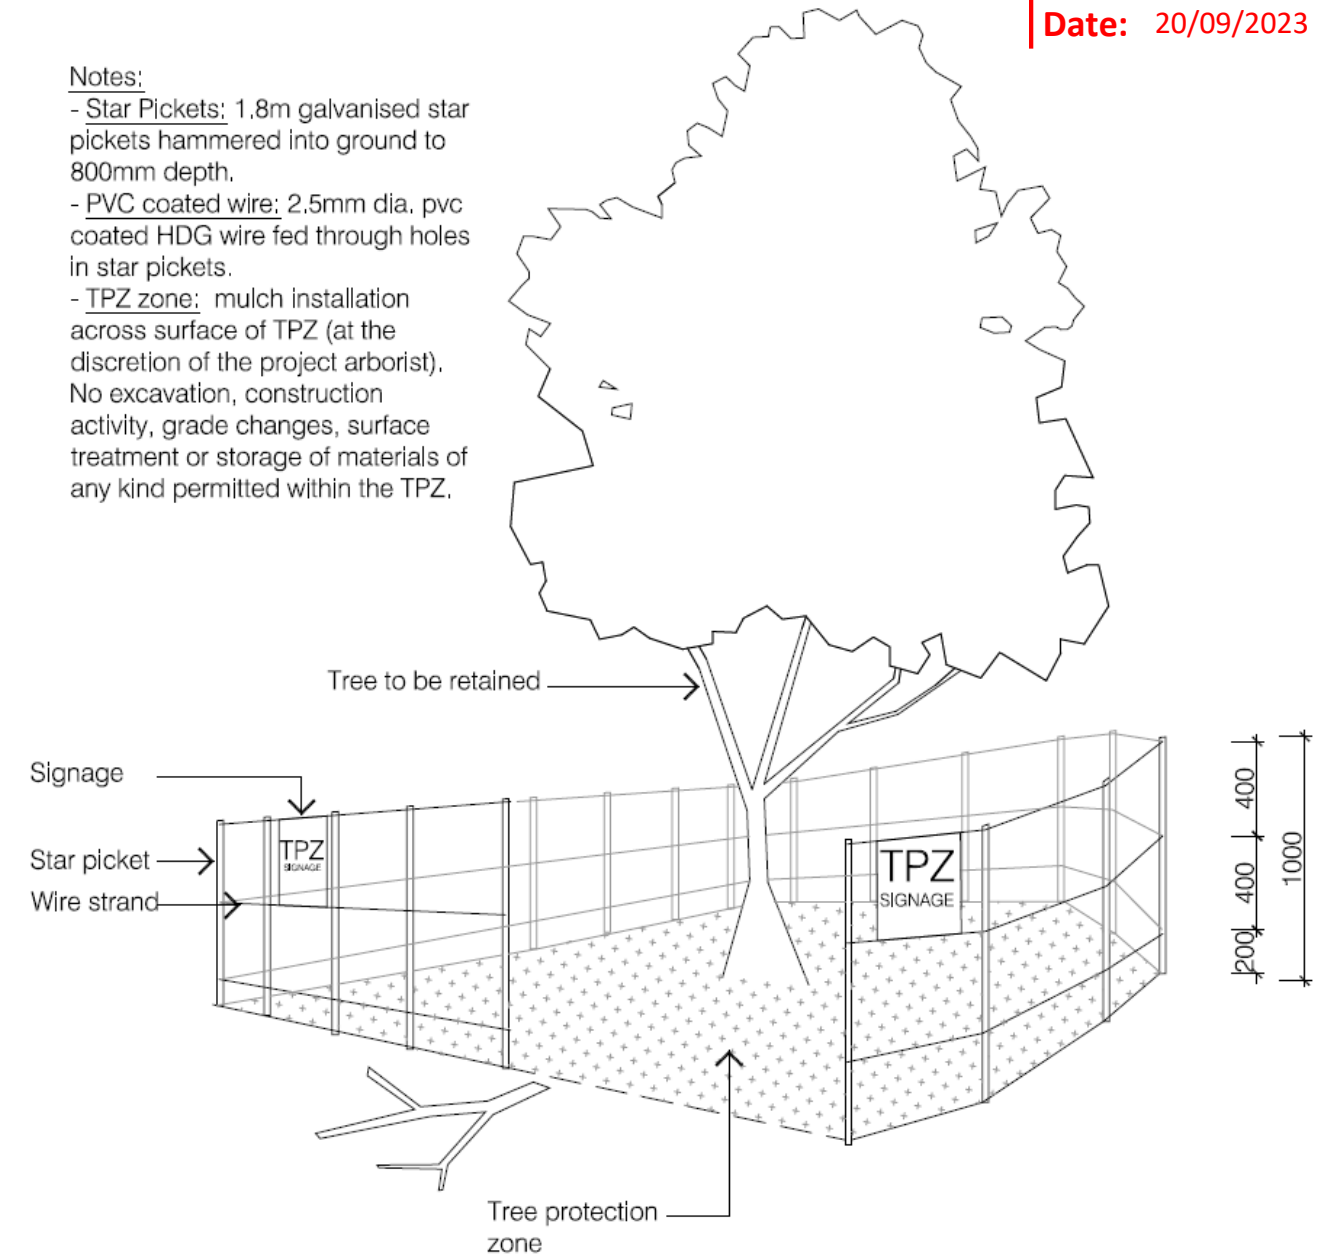 Date: 20/09/2023
Notes:
- Star Pickets: 1.8m galvanised star
pickets hammered into ground to
800mm depth.
- PVC coated wire: 2.5mm dia. pvc
coated HDG wire fed through holes
in star pickets.
- TPZ zone: mulch installation
across surface of TPZ (at the
discretion of the project arborist).
No excavation, construction
activity, grade changes, surface
treatment or storage of materials of
any kind permitted within the TPZ.
Tree to be retained
Signage
Star picket
Wire strand
TPZ
SIGNAGE
TPZ
SIGNAGE
400
400
200
1000
Tree protection
zone